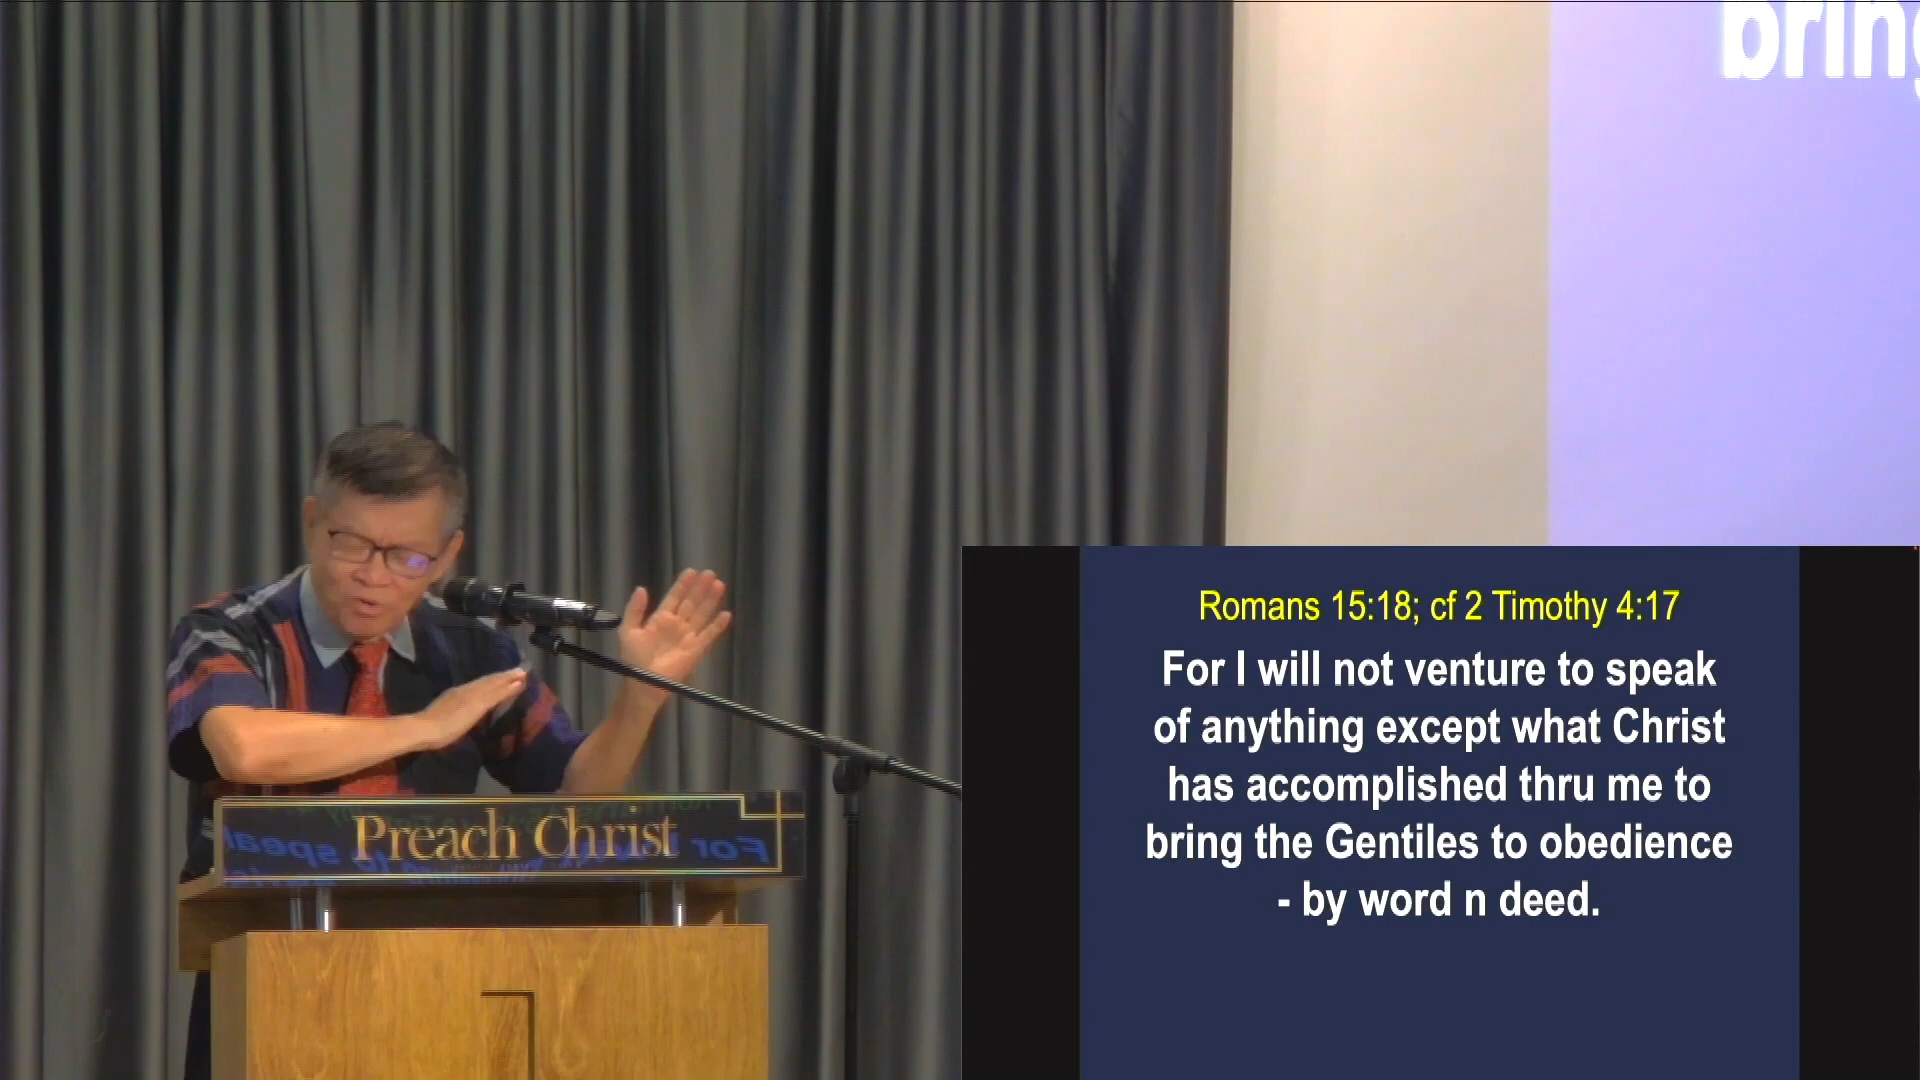 bring
Preach Christ
Romans 15:18; cf 2 Timothy 4:17
For I will not venture to speak
of anything except what Christ
has accomplished thru me to
bring the Gentiles to obedience
- by word n deed.